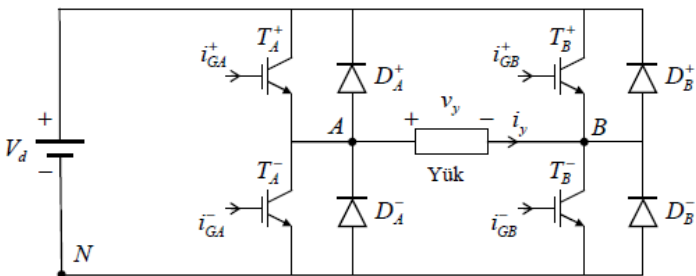 T_A^+
T_B^+
i_GA^+
D_A^+
i_GB^+
D_B^+
v_y
+
+ −
A
i_y
B
V_d
−
T_A^-
Yük
T_B^-
i_GA^-
D_A^-
i_GB^-
D_B^-
N